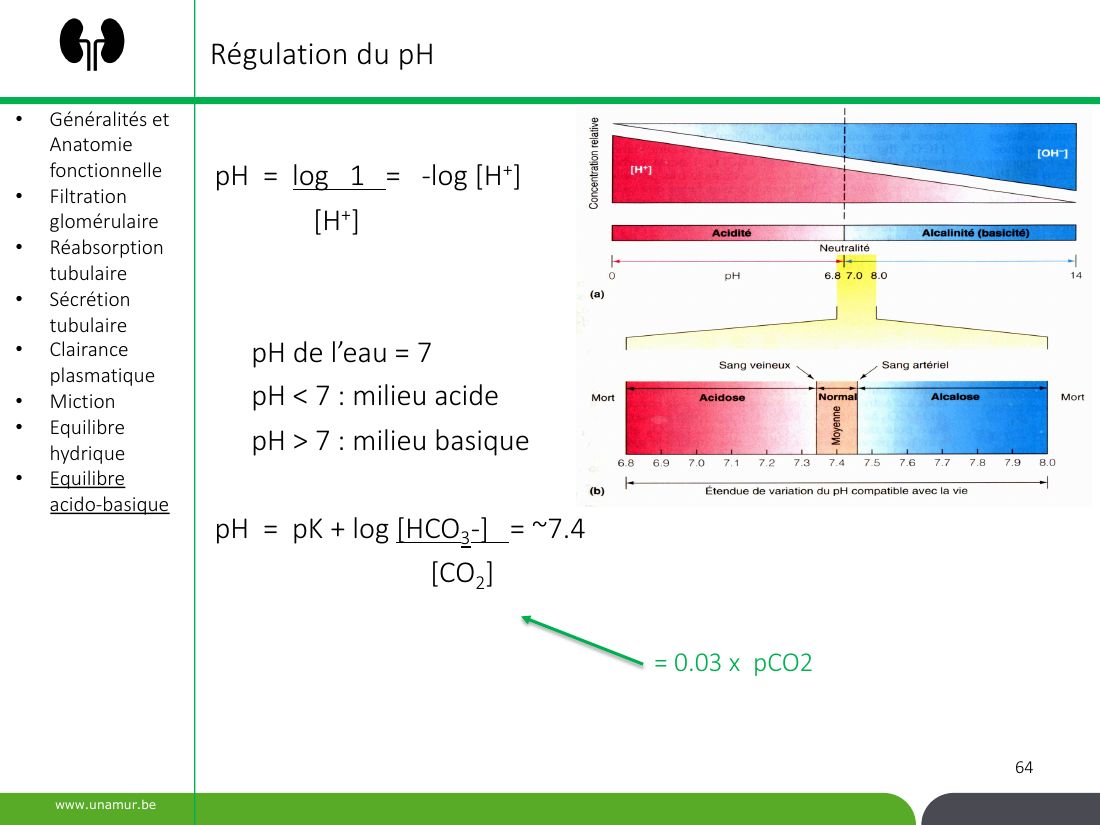 Régulation du pH
• Généralités et
Anatomie
fonctionnelle
• Filtration
glomérulaire
• Réabsorption
tubulaire
• Sécrétion
tubulaire
• Clairance
plasmatique
• Miction
• Equilibre
hydrique
• Equilibre
acido-basique
pH = log 1 = -log [H⁺]
[H⁺]
pH de l’eau = 7
pH < 7 : milieu acide
pH > 7 : milieu basique
pH = pK + log [HCO₃-] = ~7.4
[CO₂]
= 0.03 x pCO2
Concentration relative
[H⁺]
[OH⁻]
Acidité
Alcalinité (basicité)
Neutralité
0 pH 6.8 7.0 8.0 14
(a)
Sang veineux
Sang artériel
Mort
Acidose
Normal
Alcalose
Mort
Moyenne
6.8 6.9 7.0 7.1 7.2 7.3 7.4 7.5 7.6 7.7 7.8 7.9 8.0
(b)
Étendue de variation du pH compatible avec la vie
64
www.unamur.be